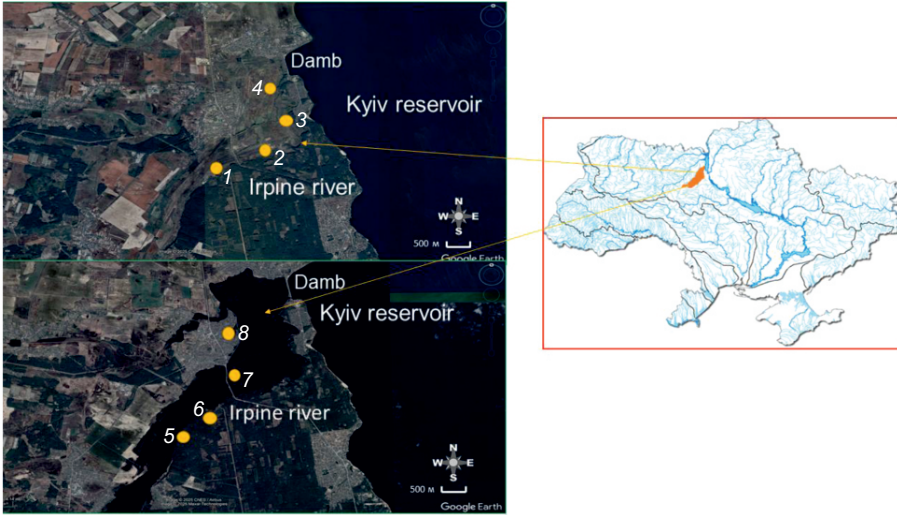 Damb
4
Kyiv reservoir
3
2
1
Irpine river
N
W E
S
500 м
Google Earth
Damb
Kyiv reservoir
8
7
6
Irpine river
5
N
W E
S
500 м
Google Earth